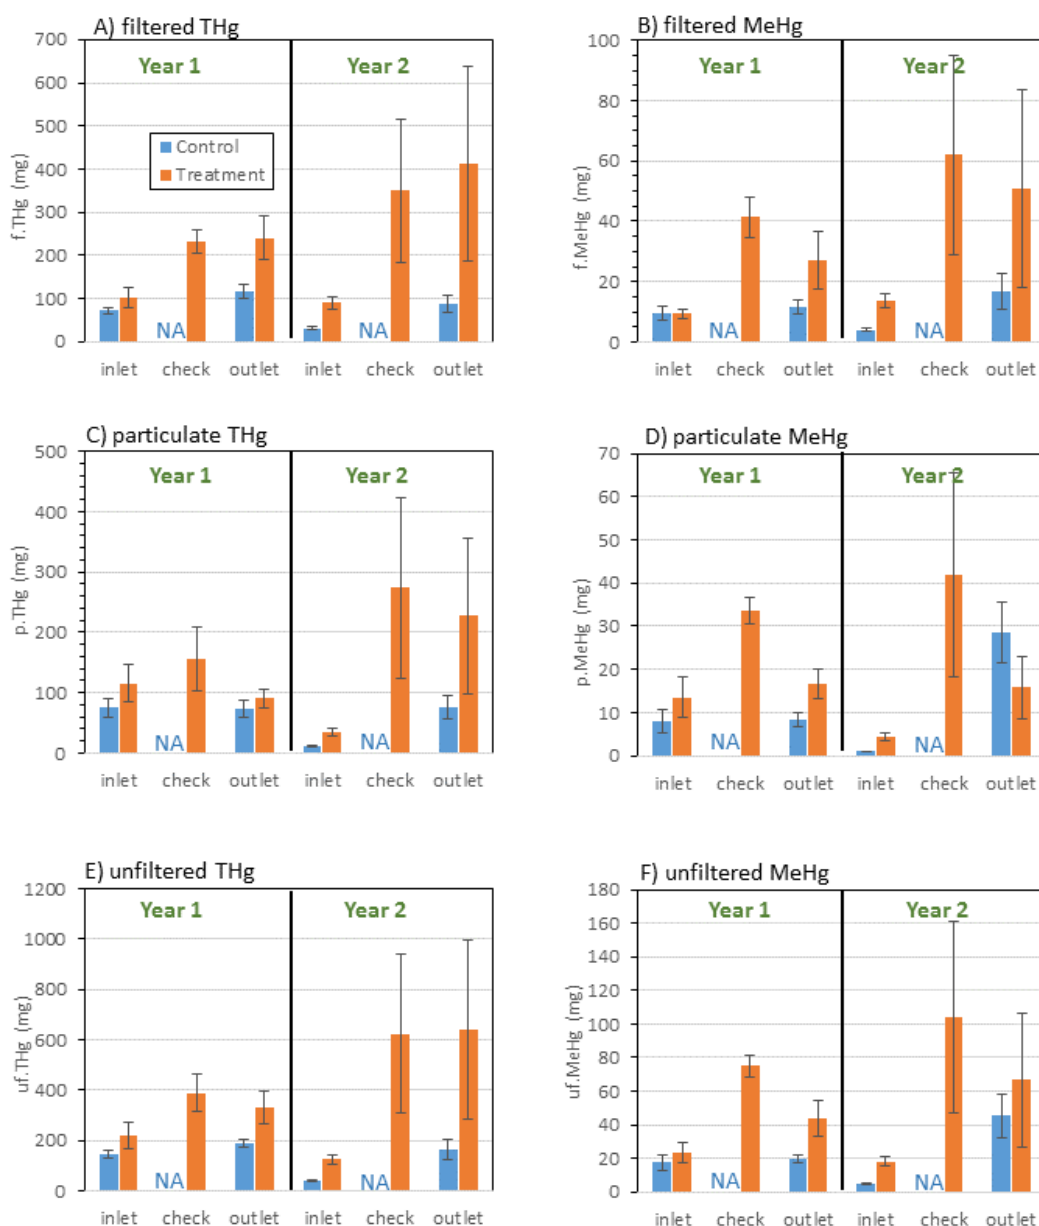 A) filtered THg
700
600
500
400
300
200
100
0
f.THg (mg)
Year 1
Year 2
Control
Treatment
NA
NA
inlet check outlet inlet check outlet
B) filtered MeHg
100
80
60
40
20
0
f.MeHg (mg)
Year 1
Year 2
NA
NA
inlet check outlet inlet check outlet
C) particulate THg
500
400
300
200
100
0
p.THg (mg)
Year 1
Year 2
NA
NA
inlet check outlet inlet check outlet
D) particulate MeHg
70
60
50
40
30
20
10
0
p.MeHg (mg)
Year 1
Year 2
NA
NA
inlet check outlet inlet check outlet
E) unfiltered THg
1200
1000
800
600
400
200
0
uf.THg (mg)
Year 1
Year 2
NA
NA
inlet check outlet inlet check outlet
F) unfiltered MeHg
180
160
140
120
100
80
60
40
20
0
uf.MeHg (mg)
Year 1
Year 2
NA
NA
inlet check outlet inlet check outlet